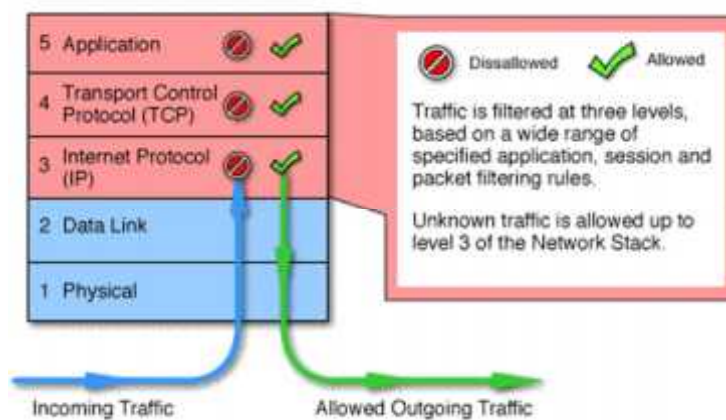 5 Application
4 Transport Control
Protocol (TCP)
3 Internet Protocol
(IP)
2 Data Link
1 Physical
Incoming Traffic
Allowed Outgoing Traffic
Dissallowed
Allowed
Traffic is filtered at three levels,
based on a wide range of
specified application, session and
packet filtering rules.
Unknown traffic is allowed up to
level 3 of the Network Stack.